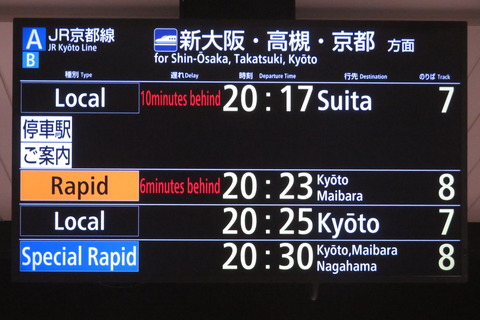 A JR京都線 新大阪・高槻・京都 方面
B JR Kyōto Line for Shin-Ōsaka, Takatsuki, Kyōto
種別 Type 遅れ Delay 時刻 Departure Time 行先 Destination のりば Track
Local 10minutes behind 20:17 Suita 7
停車駅
ご案内
Rapid 6minutes behind 20:23 Kyōto Maibara 8
Local 20:25 Kyōto 7
Special Rapid 20:30 Kyōto,Maibara Nagahama 8